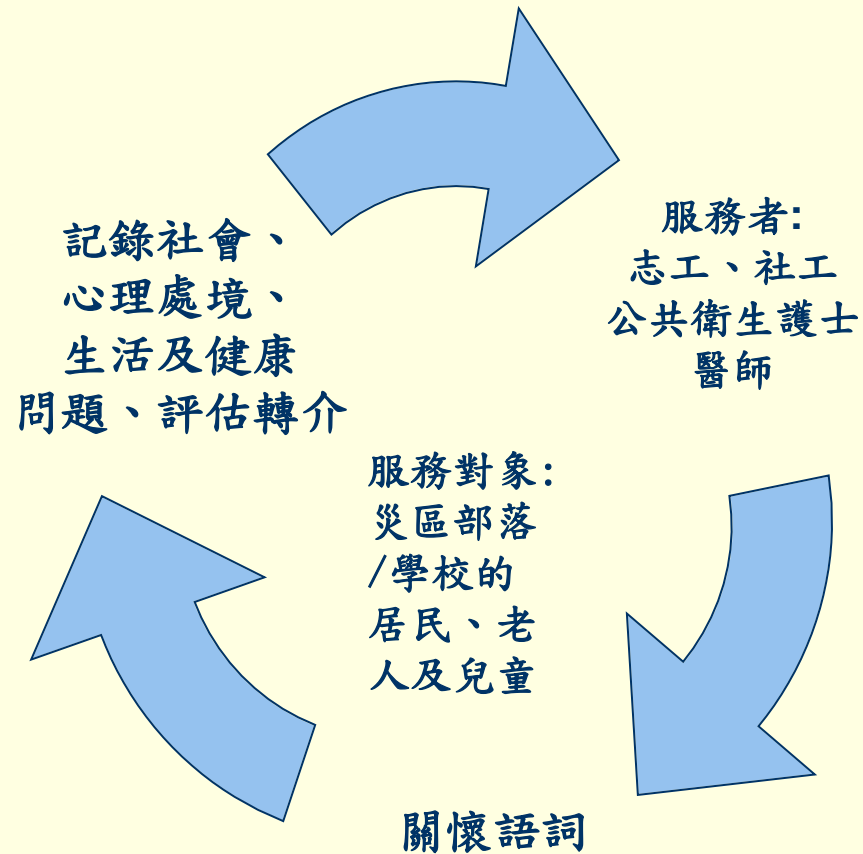 記錄社會、
心理處境、
生活及健康
問題、評估轉介
服務者:
志工、社工
公共衛生護士
醫師
服務對象:
災區部落
/學校的
居民、老
人及兒童
關懷語詞